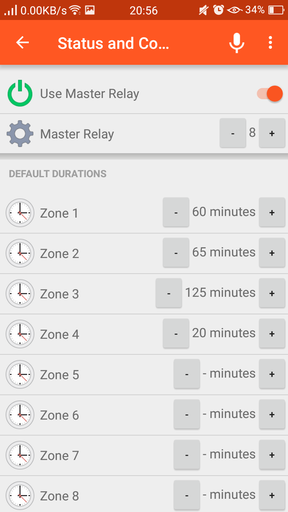 0.00KB/s 20:56 34%
Status and Co...
Use Master Relay
Master Relay - 8 +
DEFAULT DURATIONS
Zone 1 - 60 minutes +
Zone 2 - 65 minutes +
Zone 3 - 125 minutes +
Zone 4 - 20 minutes +
Zone 5 - - minutes +
Zone 6 - - minutes +
Zone 7 - - minutes +
Zone 8 - - minutes +